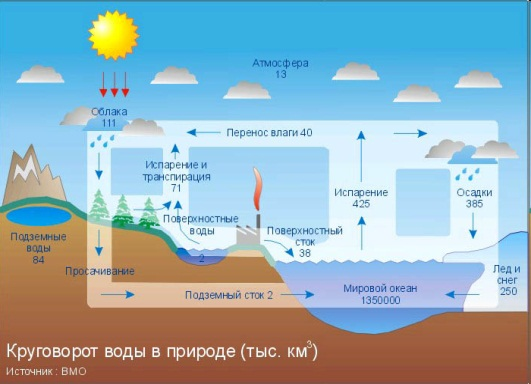 Атмосфера
13
Облака
111
Перенос влаги 40
Испарение и
транспирация
71
Испарение
425
Осадки
385
Поверхностные
воды
2
Поверхностный
сток
38
Подземные
воды
84
Просачивание
Подземный сток 2
Мировой океан
1350000
Лед и
снег
250
Круговорот воды в природе (тыс. км³)
Источник : ВМО